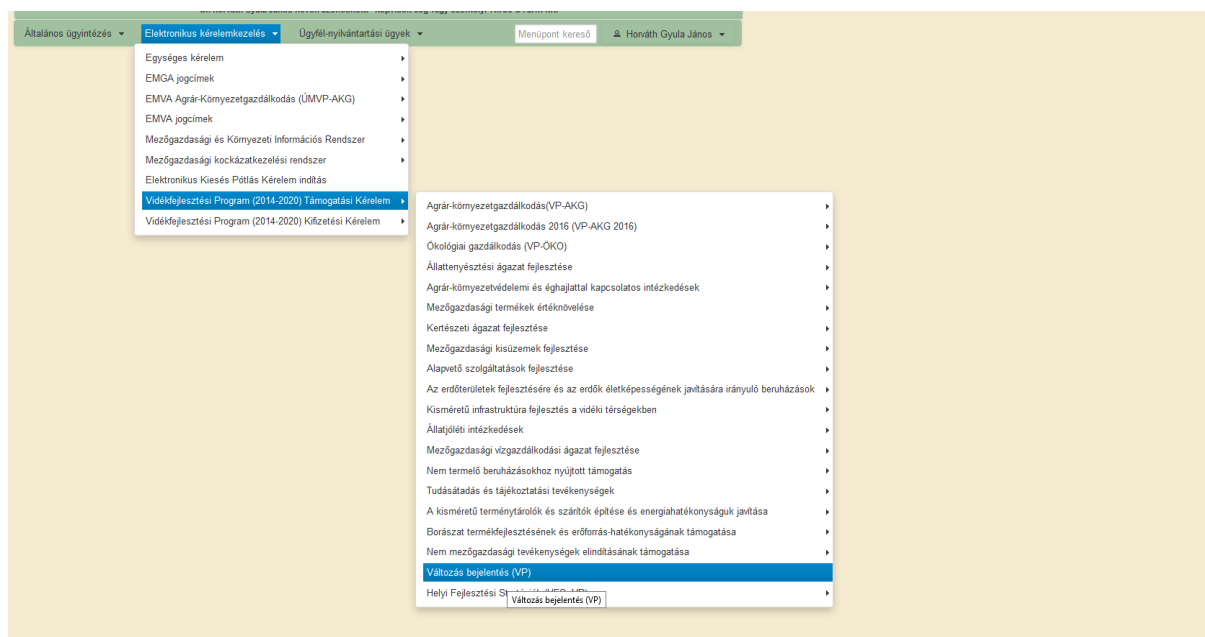 Általános ügyintézés
Elektronikus kérelemkezelés
Ügyfél-nyilvántartási ügyek
Menüpont kereső
Horváth Gyula János
Egységes kérelem
EMGA jogcímek
EMVA Agrár-Környezetgazdálkodás (ÚMVP-AKG)
EMVA jogcímek
Mezőgazdasági és Környezeti Információs Rendszer
Mezőgazdasági kockázatkezelési rendszer
Elektronikus Kiesés Pótlás Kérelem indítás
Vidékfejlesztési Program (2014-2020) Támogatási Kérelem
Vidékfejlesztési Program (2014-2020) Kifizetési Kérelem
Agrár-környezetgazdálkodás(VP-AKG)
Agrár-környezetgazdálkodás 2016 (VP-AKG 2016)
Ökológiai gazdálkodás (VP-ÖKO)
Állattenyésztési ágazat fejlesztése
Agrár-környezetvédelemi és éghajlattal kapcsolatos intézkedések
Mezőgazdasági termékek értéknövelése
Kertészeti ágazat fejlesztése
Mezőgazdasági kisüzemek fejlesztése
Alapvető szolgáltatások fejlesztése
Az erdőterületek fejlesztésére és az erdők életképességének javítására irányuló beruházások
Kisméretű infrastruktúra fejlesztés a vidéki térségekben
Állatjóléti intézkedések
Mezőgazdasági vízgazdálkodási ágazat fejlesztése
Nem termelő beruházásokhoz nyújtott támogatás
Tudásátadás és tájékoztatási tevékenységek
A kisméretű terménytárolók és szárítók építése és energiahatékonyságuk javítása
Borászat termékfejlesztésének és erőforrás-hatékonyságának támogatása
Nem mezőgazdasági tevékenységek elindításának támogatása
Változás bejelentés (VP)
Helyi Fejlesztési
Változás bejelentés (VP)